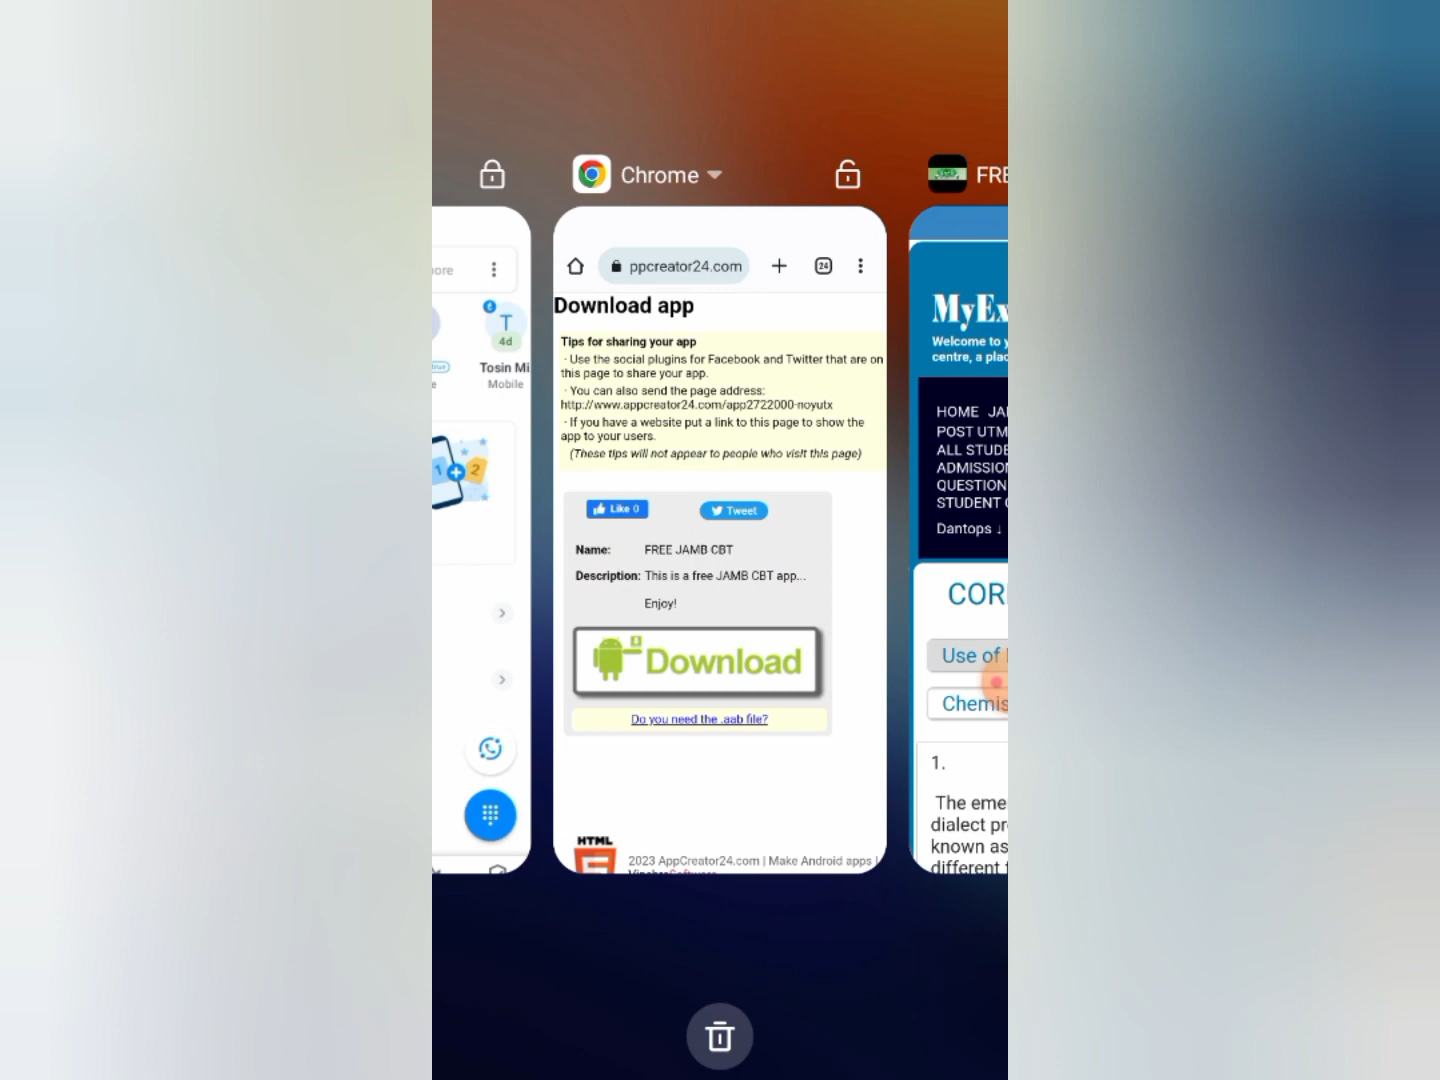 Chrome
FRE
ore
T
4d
Tosin Mi
Mobile
1
2
ppcreator24.com
24
Download app
Tips for sharing your app
· Use the social plugins for Facebook and Twitter that are on
this page to share your app.
· You can also send the page address:
http://www.appcreator24.com/app2722000-noyutx
· If you have a website put a link to this page to show the
app to your users.
(These tips will not appear to people who visit this page)
Like 0
Tweet
Name: FREE JAMB CBT
Description: This is a free JAMB CBT app...
Enjoy!
Download
Do you need the .aab file?
HTML
2023 AppCreator24.com | Make Android apps |
MyEx
Welcome to y
centre, a plac
HOME JA
POST UTM
ALL STUDE
ADMISSION
QUESTION
STUDENT
Dantops ↓
COR
Use of
Chemis
1.
The eme
dialect pr
known as
different